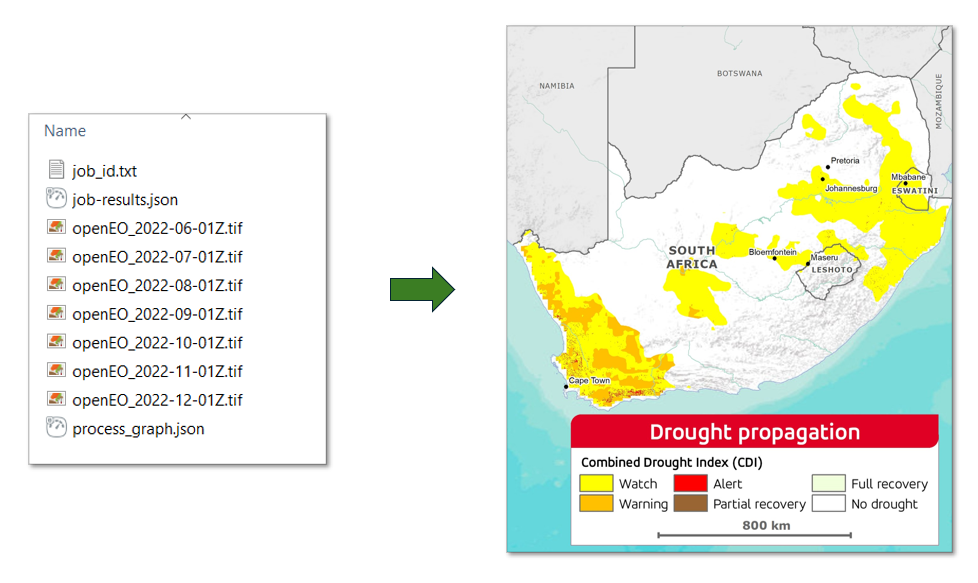 Name
job_id.txt
job-results.json
openEO_2022-06-01Z.tif
openEO_2022-07-01Z.tif
openEO_2022-08-01Z.tif
openEO_2022-09-01Z.tif
openEO_2022-10-01Z.tif
openEO_2022-11-01Z.tif
openEO_2022-12-01Z.tif
process_graph.json
NAMIBIA
BOTSWANA
MOZAMBIQUE
Pretoria
Johannesburg
Mbabane
ESWATINI
SOUTH
AFRICA
Bloemfontein
Maseru
LESHOTO
Cape Town
Drought propagation
Combined Drought Index (CDI)
Watch
Alert
Full recovery
Warning
Partial recovery
No drought
800 km